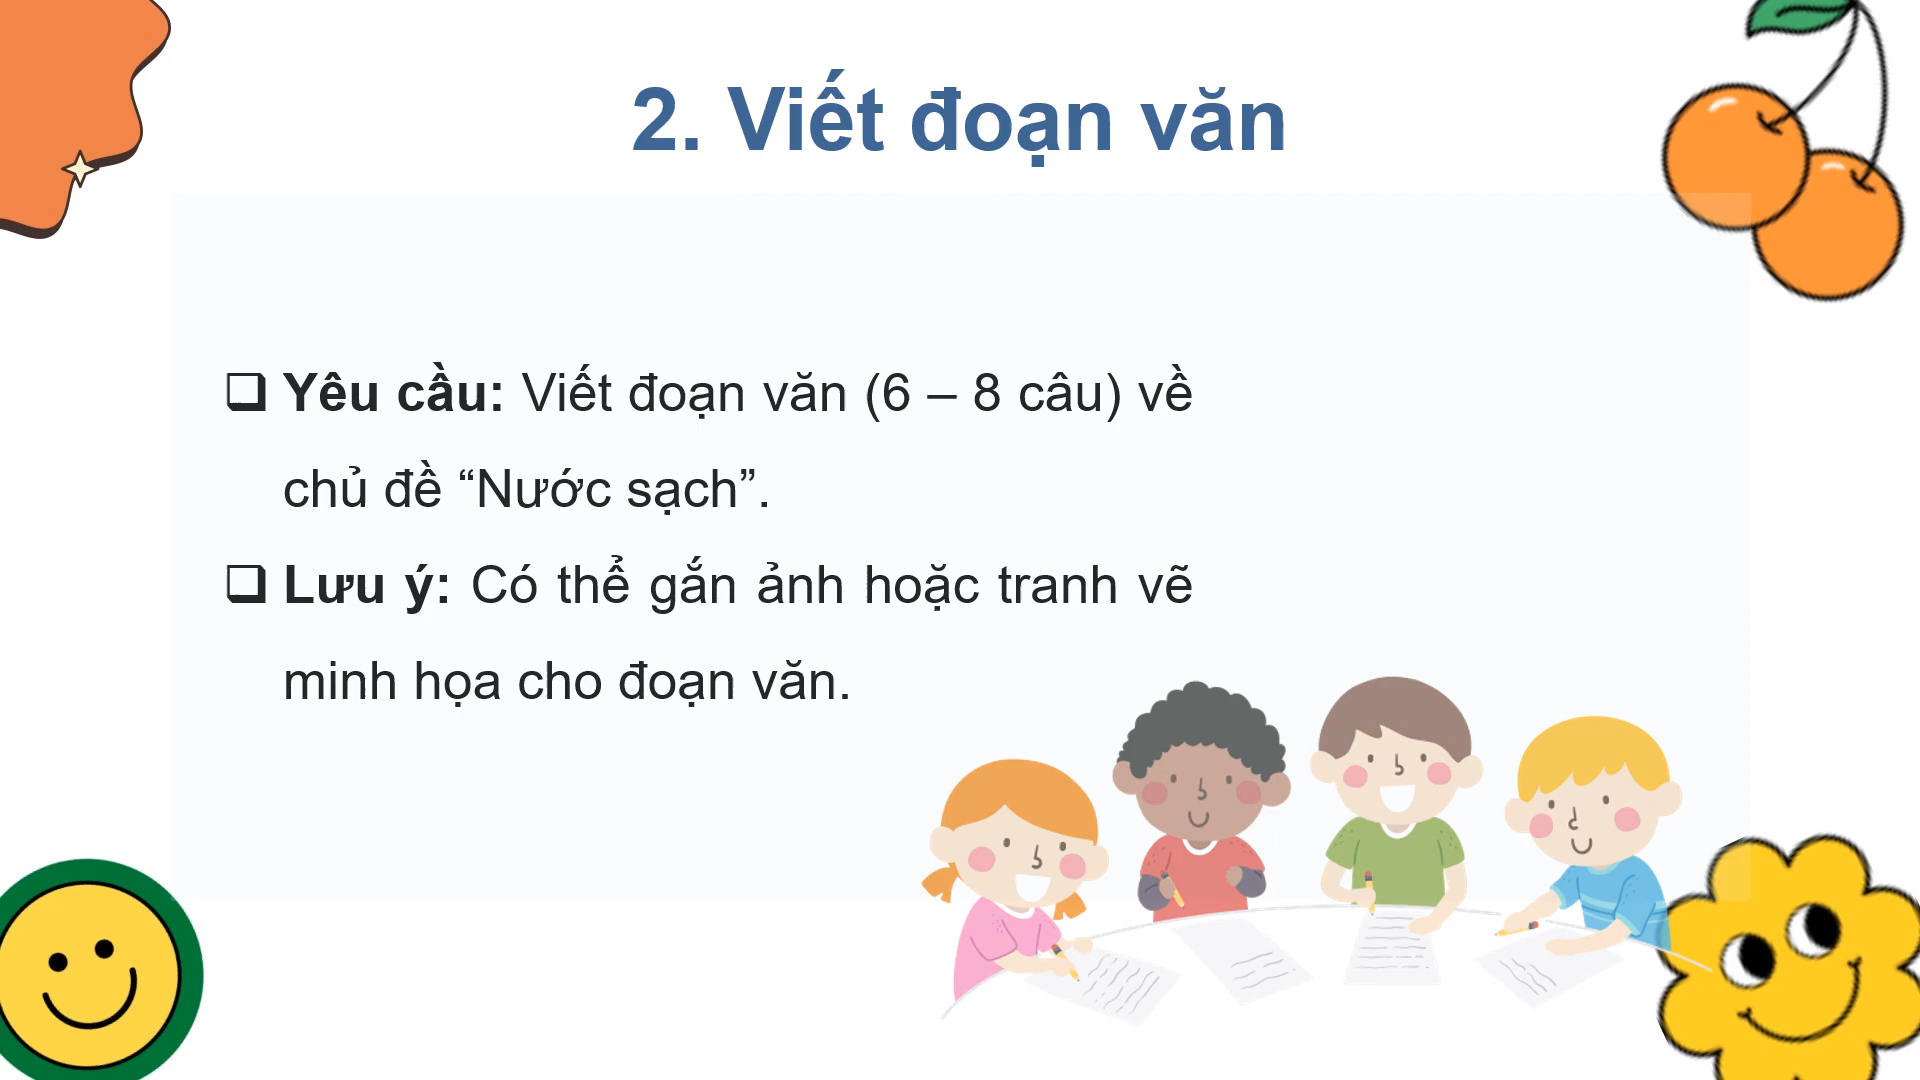 2. Viết đoạn văn
❑ Yêu cầu: Viết đoạn văn (6 – 8 câu) về
chủ đề “Nước sạch”.
❑ Lưu ý: Có thể gắn ảnh hoặc tranh vẽ
minh họa cho đoạn văn.